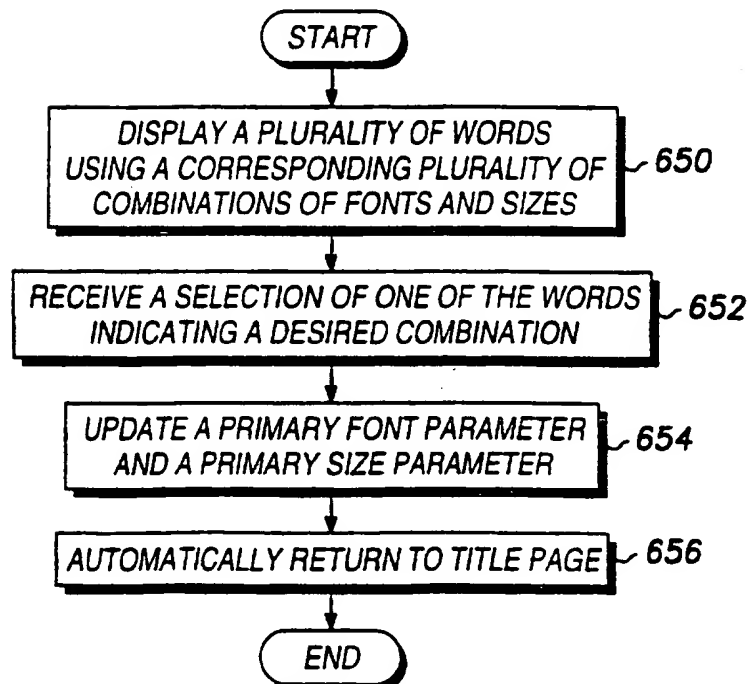 START
DISPLAY A PLURALITY OF WORDS
USING A CORRESPONDING PLURALITY OF
COMBINATIONS OF FONTS AND SIZES
650
RECEIVE A SELECTION OF ONE OF THE WORDS
INDICATING A DESIRED COMBINATION
652
UPDATE A PRIMARY FONT PARAMETER
AND A PRIMARY SIZE PARAMETER
654
AUTOMATICALLY RETURN TO TITLE PAGE
656
END